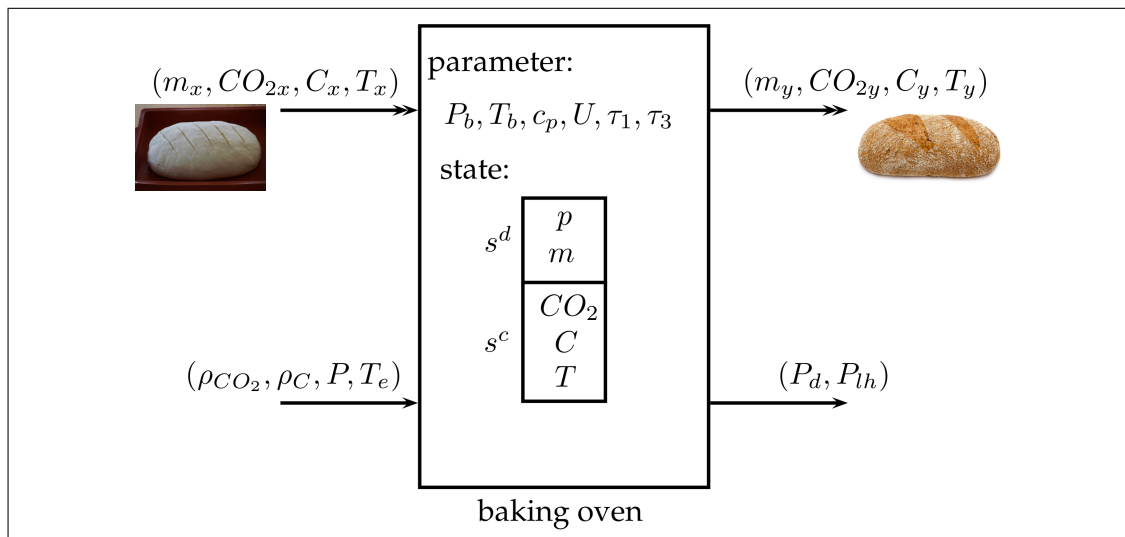 (m_x, CO_{2x}, C_x, T_x)
parameter:
(m_y, CO_{2y}, C_y, T_y)
P_b, T_b, c_p, U, τ_1, τ_3
state:
p
s^d
m
CO_2
s^c
C
T
(ρ_{CO_2}, ρ_C, P, T_e)
(P_d, P_{lh})
baking oven